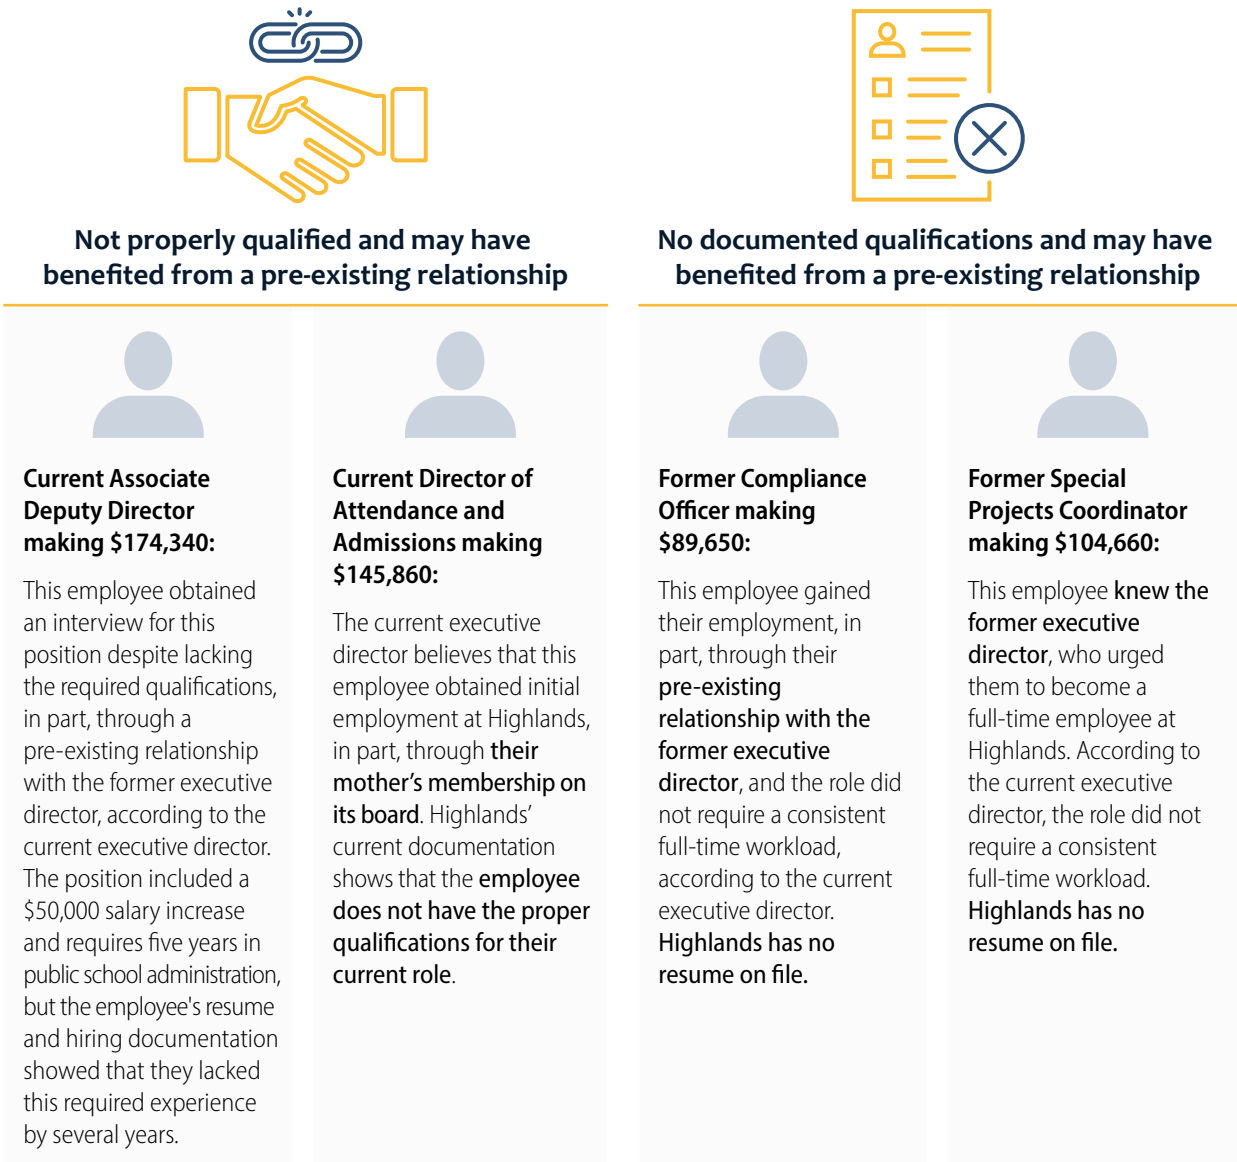 Not properly qualified and may have
benefited from a pre-existing relationship
Current Associate
Deputy Director
making $174,340:
This employee obtained
an interview for this
position despite lacking
the required qualifications,
in part, through a
pre-existing relationship
with the former executive
director, according to the
current executive director.
The position included a
$50,000 salary increase
and requires five years in
public school administration,
but the employee's resume
and hiring documentation
showed that they lacked
this required experience
by several years.
Current Director of
Attendance and
Admissions making
$145,860:
The current executive
director believes that this
employee obtained initial
employment at Highlands,
in part, through their
mother’s membership on
its board. Highlands’
current documentation
shows that the employee
does not have the proper
qualifications for their
current role.
No documented qualifications and may have
benefited from a pre-existing relationship
Former Compliance
Officer making
$89,650:
This employee gained
their employment, in
part, through their
pre-existing
relationship with the
former executive
director, and the role did
not require a consistent
full-time workload,
according to the current
executive director.
Highlands has no
resume on file.
Former Special
Projects Coordinator
making $104,660:
This employee knew the
former executive
director, who urged
them to become a
full-time employee at
Highlands. According to
the current executive
director, the role did not
require a consistent
full-time workload.
Highlands has no
resume on file.